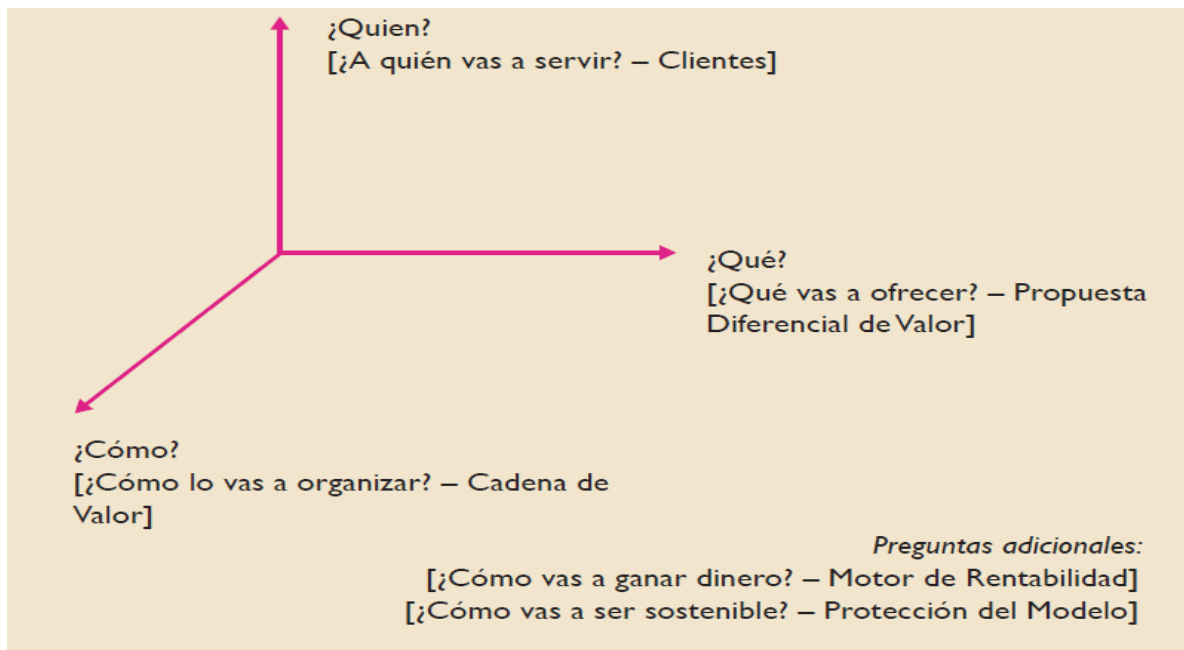 ¿Quien?
[¿A quién vas a servir? – Clientes]
¿Qué?
[¿Qué vas a ofrecer? – Propuesta
Diferencial de Valor]
¿Cómo?
[¿Cómo lo vas a organizar? – Cadena de
Valor]
Preguntas adicionales:
[¿Cómo vas a ganar dinero? – Motor de Rentabilidad]
[¿Cómo vas a ser sostenible? – Protección del Modelo]